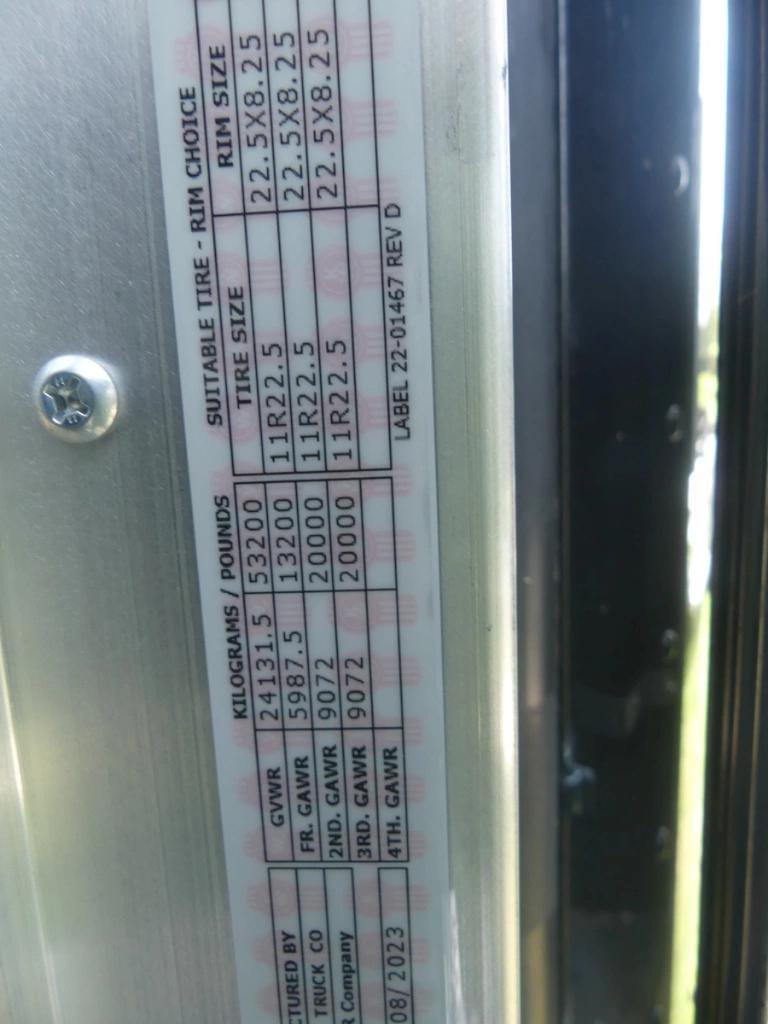 CTURED BY
TRUCK CO
R Company
08/2023
KILOGRAMS / POUNDS
GVWR 24131.5 53200
FR. GAWR 5987.5 13200
2ND. GAWR 9072 20000
3RD. GAWR 9072 20000
4TH. GAWR
SUITABLE TIRE - RIM CHOICE
TIRE SIZE RIM SIZE
11R22.5 22.5X8.25
11R22.5 22.5X8.25
11R22.5 22.5X8.25
LABEL 22-01467 REV D